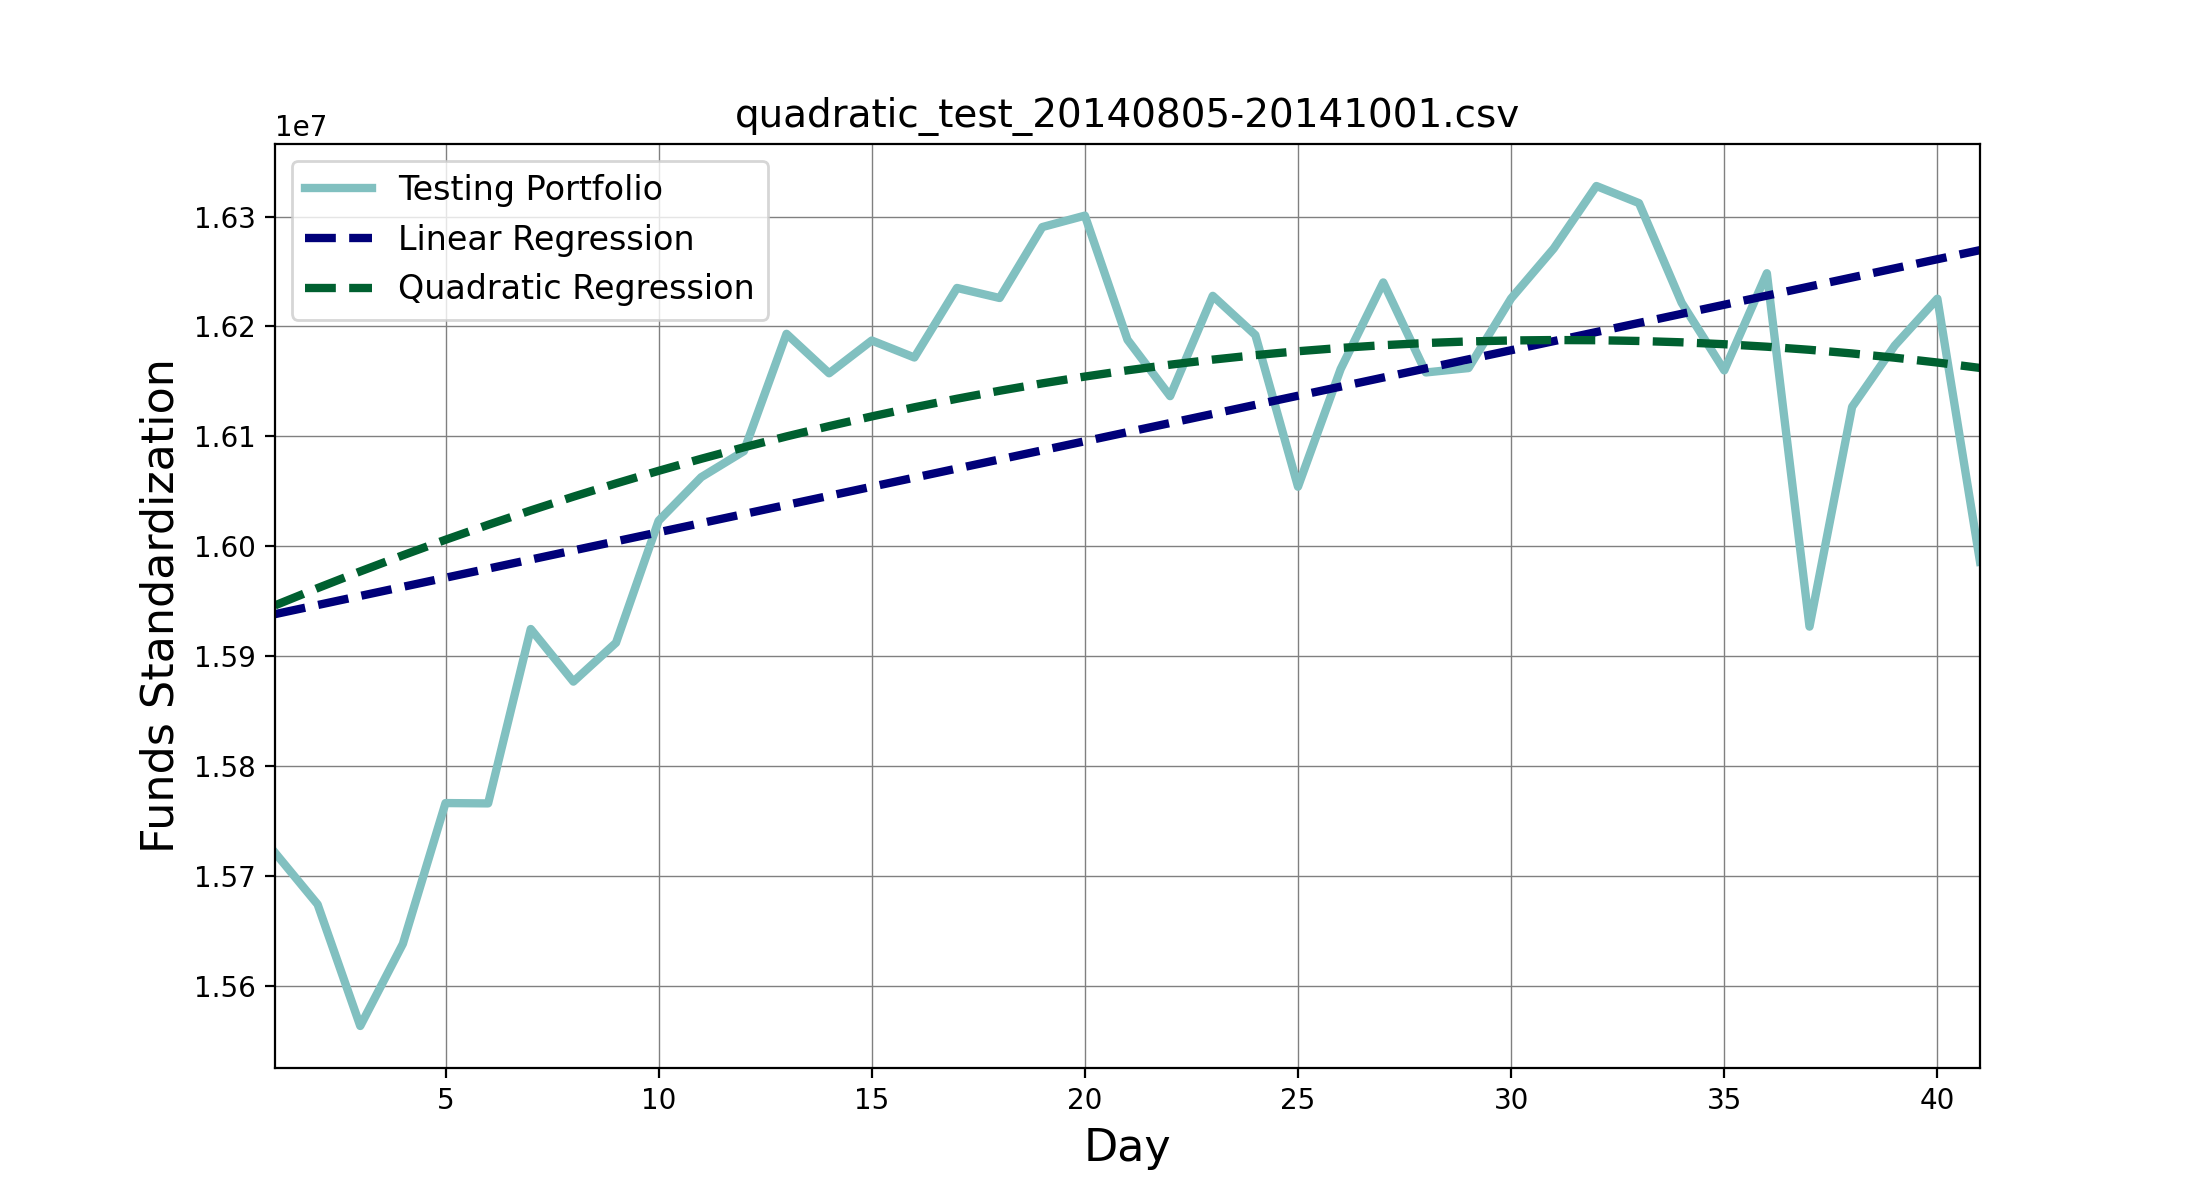 quadratic_test_20140805-20141001.csv
1e7
Testing Portfolio
Linear Regression
Quadratic Regression
Funds Standardization
1.63
1.62
1.61
1.60
1.59
1.58
1.57
1.56
5 10 15 20 25 30 35 40
Day